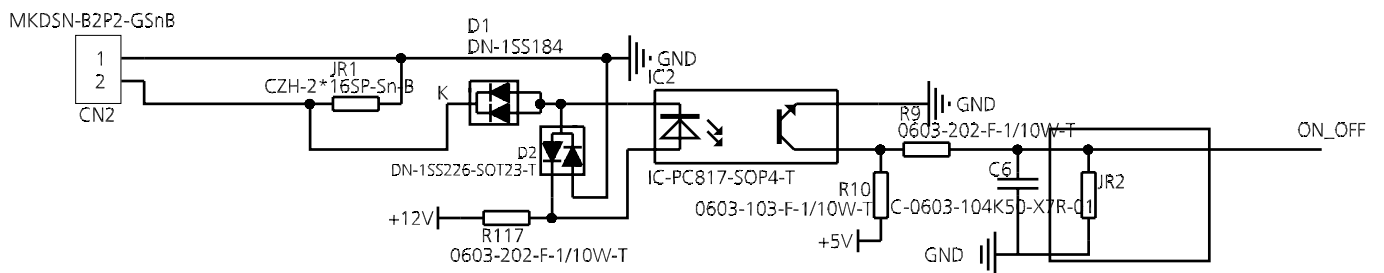 MKDSN-B2P2-GSnB
1
2
CN2
JR1
CZH-2*16SP-Sn-B
D1
DN-1SS184
K
GND
IC2
D2
DN-1SS226-SOT23-T
+12V
R117
0603-202-F-1/10W-T
IC-PC817-SOP4-T
GND
R9
0603-202-F-1/10W-T
ON_OFF
R10
0603-103-F-1/10W-T
+5V
C6
C-0603-104K50-X7R-01
JR2
GND